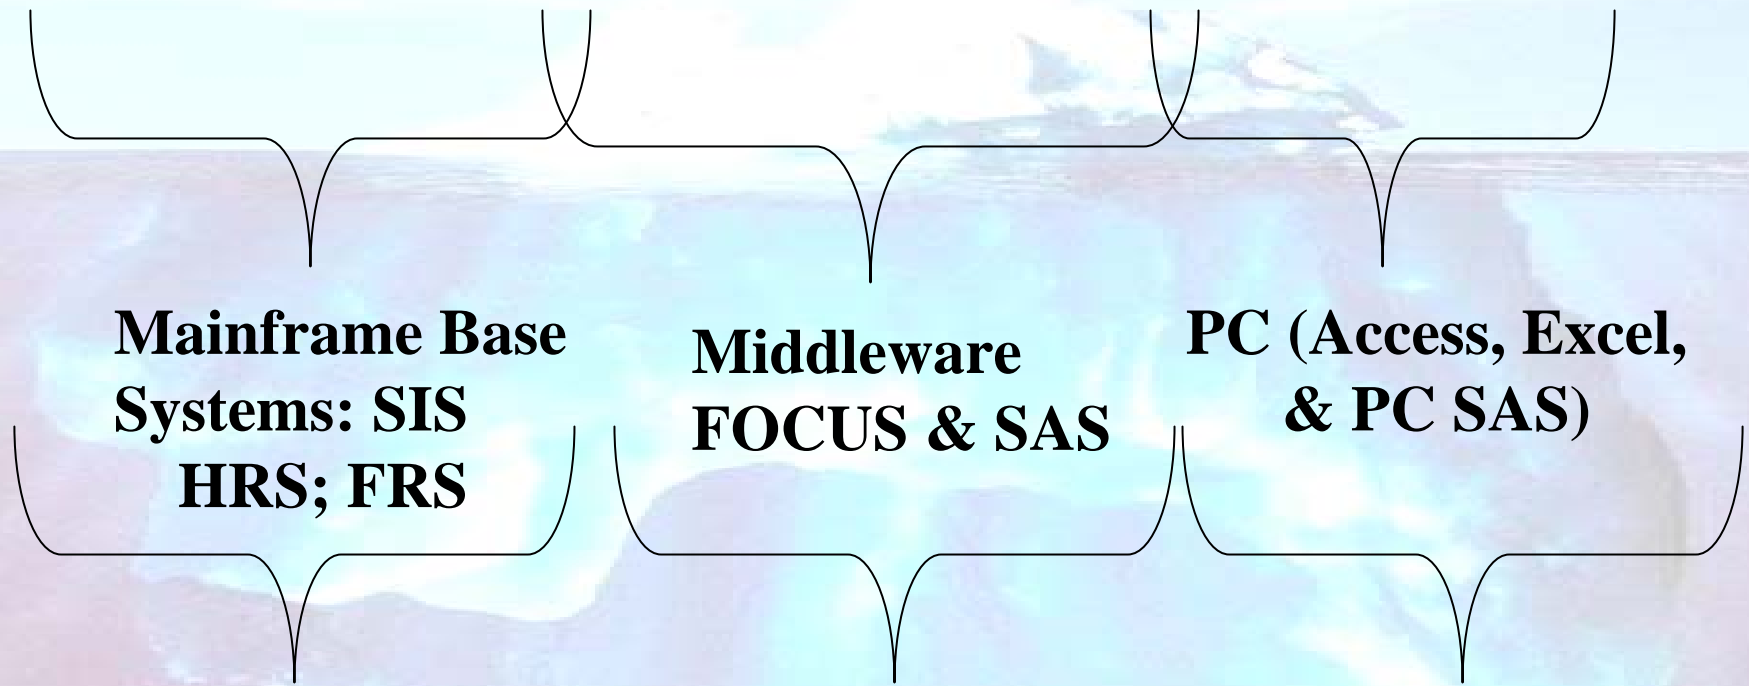 Mainframe Base
Systems: SIS
HRS; FRS
Middleware
FOCUS & SAS
PC (Access, Excel,
& PC SAS)